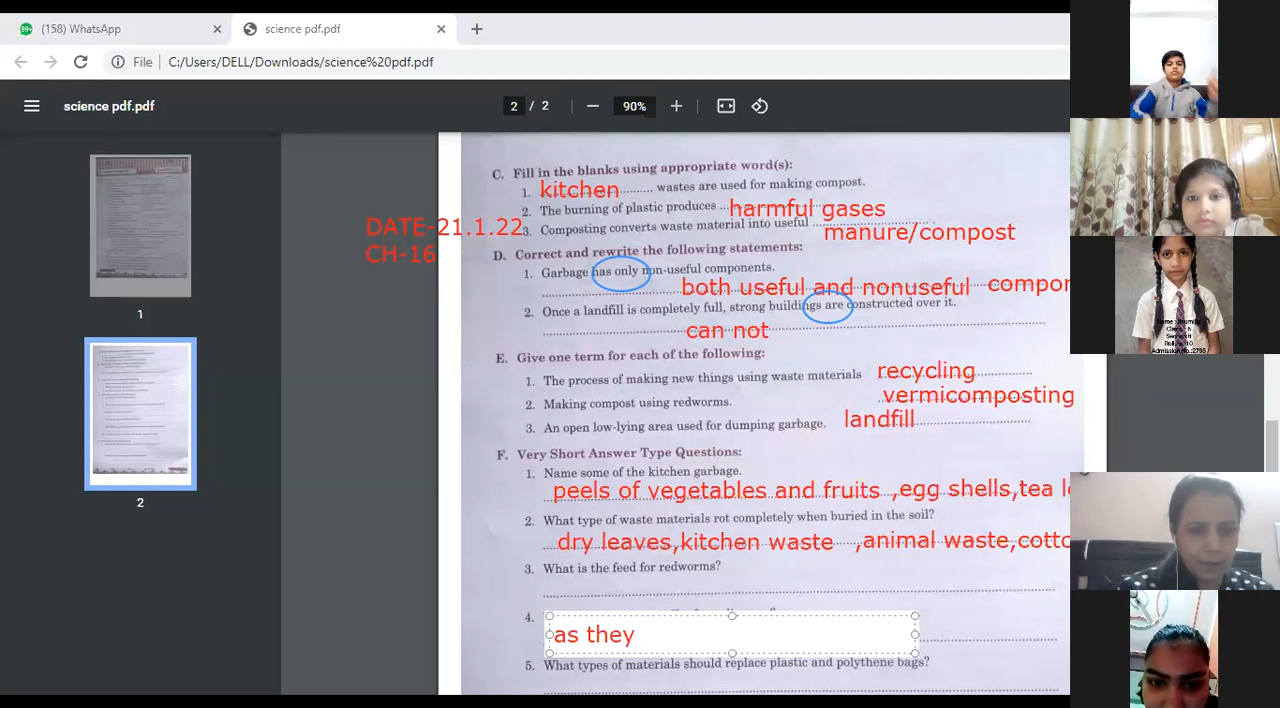 (158) WhatsApp
science pdf.pdf
File C:/Users/DELL/Downloads/science%20pdf.pdf
science pdf.pdf
2 / 2
90%
1
2
DATE-21.1.22
CH-16
C. Fill in the blanks using appropriate word(s):
1. kitchen wastes are used for making compost.
2. The burning of plastic produces harmful gases
3. Composting converts waste material into useful
manure/compost
D. Correct and rewrite the following statements:
1. Garbage has only non-useful components.
both useful and nonuseful compon
2. Once a landfill is completely full, strong buildings are constructed over it.
can not
E. Give one term for each of the following:
1. The process of making new things using waste materials recycling
2. Making compost using redworms. vermicomposting
3. An open low-lying area used for dumping garbage. landfill
F. Very Short Answer Type Questions:
1. Name some of the kitchen garbage.
peels of vegetables and fruits ,egg shells,tea le
2. What type of waste materials rot completely when buried in the soil?
dry leaves,kitchen waste ,animal waste,cotto
3. What is the feed for redworms?
4.
as they
5. What types of materials should replace plastic and polythene bags?
Admission No.:2795